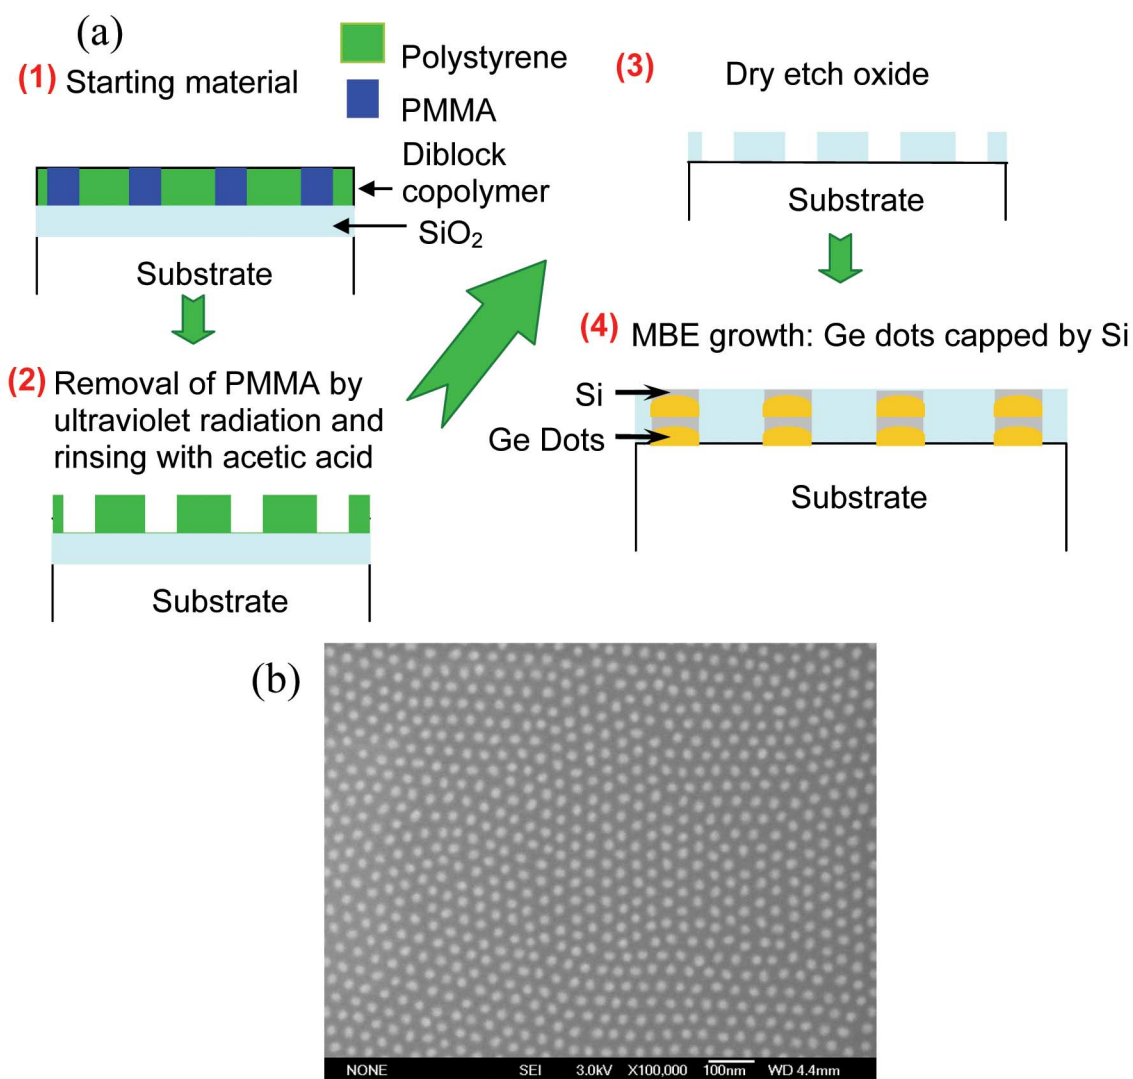 (a)
(1) Starting material
Polystyrene
PMMA
Diblock
copolymer
SiO₂
Substrate
(2) Removal of PMMA by
ultraviolet radiation and
rinsing with acetic acid
Substrate
(3) Dry etch oxide
Substrate
(4) MBE growth: Ge dots capped by Si
Si
Ge Dots
Substrate
(b)
NONE SEI 3.0kV X100,000 100nm WD 4.4mm